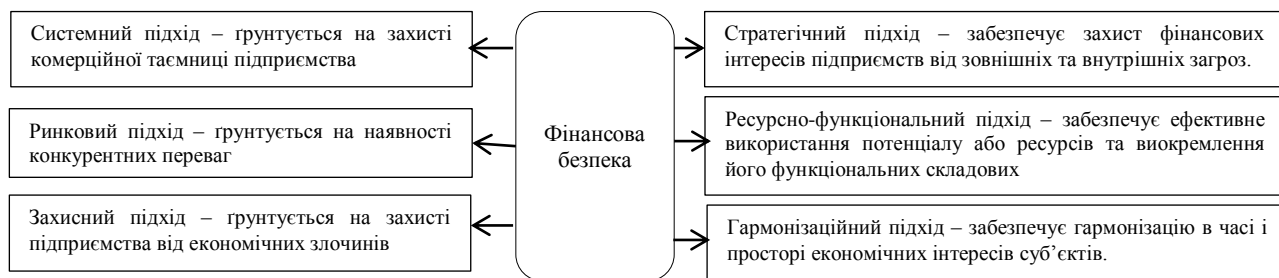 Системний підхід – ґрунтується на захисті
комерційної таємниці підприємства
Ринковий підхід – ґрунтується на наявності
конкурентних переваг
Захисний підхід – ґрунтується на захисті
підприємства від економічних злочинів
Фінансова
безпека
Стратегічний підхід – забезпечує захист фінансових
інтересів підприємств від зовнішніх та внутрішніх загроз.
Ресурсно-функціональний підхід – забезпечує ефективне
використання потенціалу або ресурсів та виокремлення
його функціональних складових
Гармонізаційний підхід – забезпечує гармонізацію в часі і
просторі економічних інтересів суб’єктів.